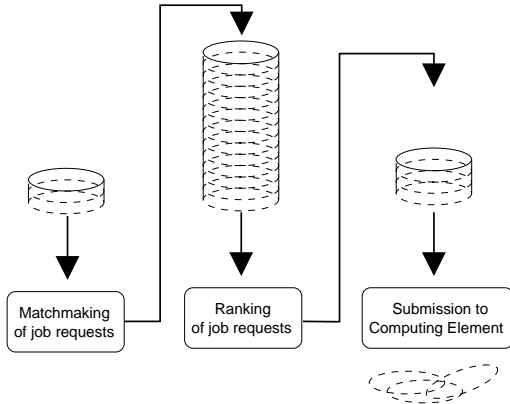 Matchmaking
of job requests
Ranking
of job requests
Submission to
Computing Element